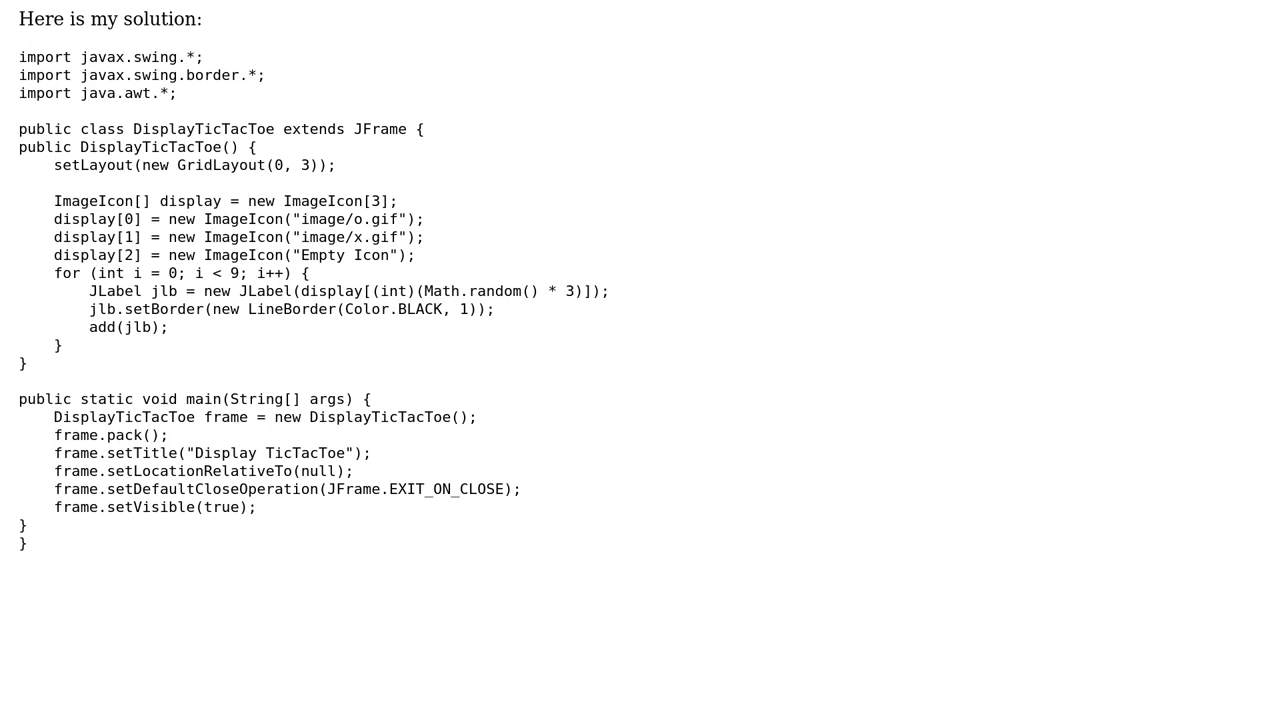 Here is my solution:
import javax.swing.*;
import javax.swing.border.*;
import java.awt.*;
public class DisplayTicTacToe extends JFrame {
public DisplayTicTacToe() {
    setLayout(new GridLayout(0, 3));
    ImageIcon[] display = new ImageIcon[3];
    display[0] = new ImageIcon("image/o.gif");
    display[1] = new ImageIcon("image/x.gif");
    display[2] = new ImageIcon("Empty Icon");
    for (int i = 0; i < 9; i++) {
        JLabel jlb = new JLabel(display[(int)(Math.random() * 3)]);
        jlb.setBorder(new LineBorder(Color.BLACK, 1));
        add(jlb);
    }
}
public static void main(String[] args) {
    DisplayTicTacToe frame = new DisplayTicTacToe();
    frame.pack();
    frame.setTitle("Display TicTacToe");
    frame.setLocationRelativeTo(null);
    frame.setDefaultCloseOperation(JFrame.EXIT_ON_CLOSE);
    frame.setVisible(true);
}
}